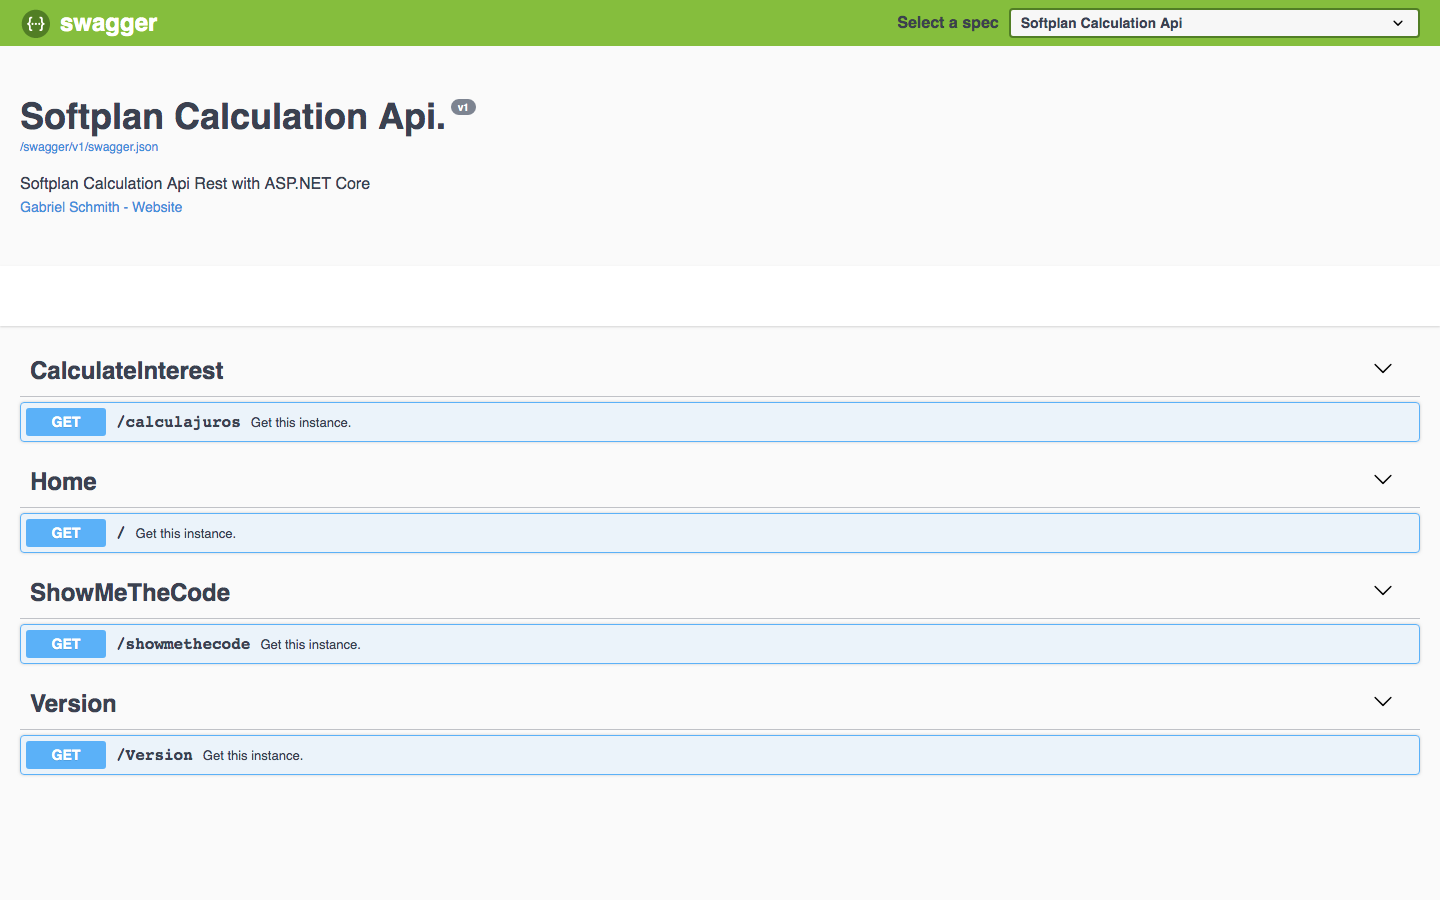 {···} swagger Select a spec Softplan Calculation Api
Softplan Calculation Api. v1
/swagger/v1/swagger.json
Softplan Calculation Api Rest with ASP.NET Core
Gabriel Schmith - Website
CalculateInterest
GET /calculajuros Get this instance.
Home
GET / Get this instance.
ShowMeTheCode
GET /showmethecode Get this instance.
Version
GET /Version Get this instance.